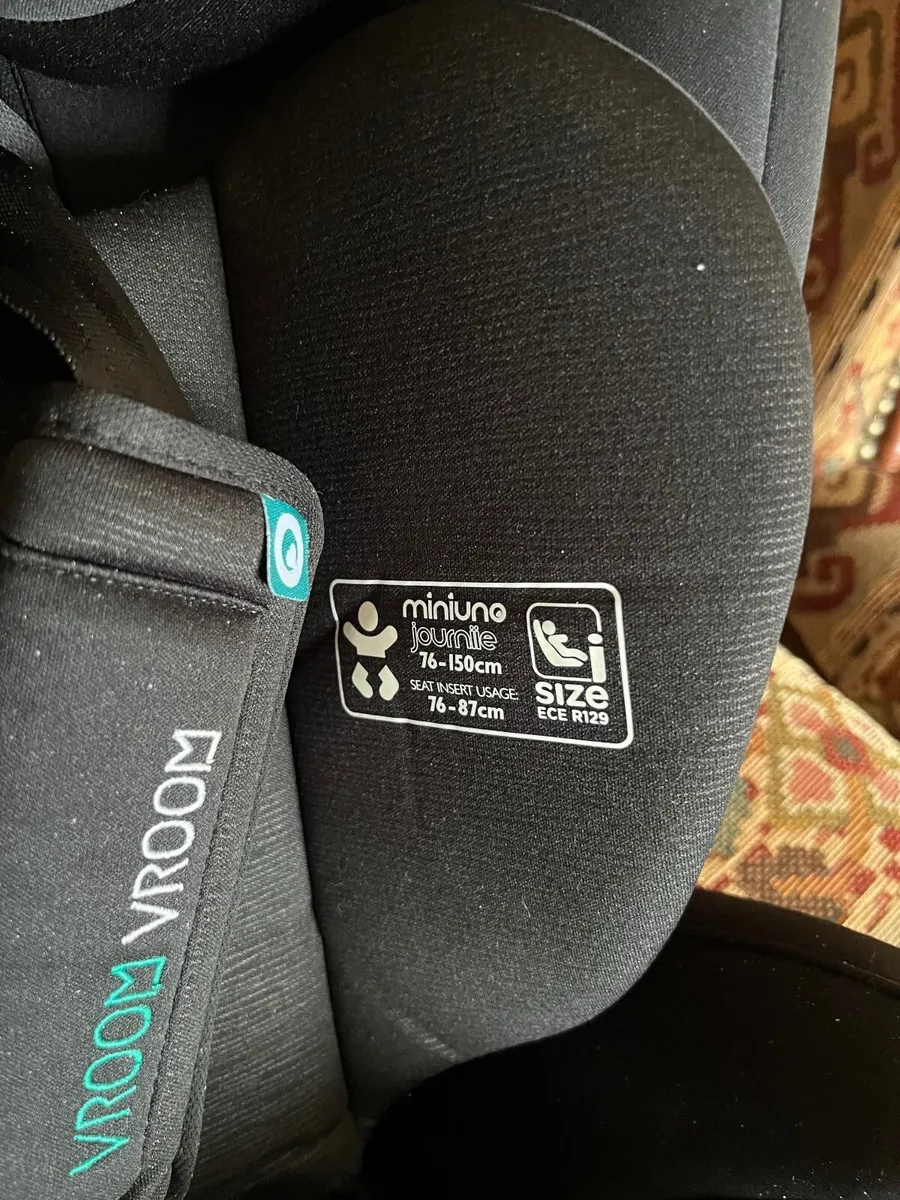 miniuno
journiie
76-150cm
SEAT INSERT USAGE:
76-87cm
i
SIZE
ECE R129
VROOM VROOM